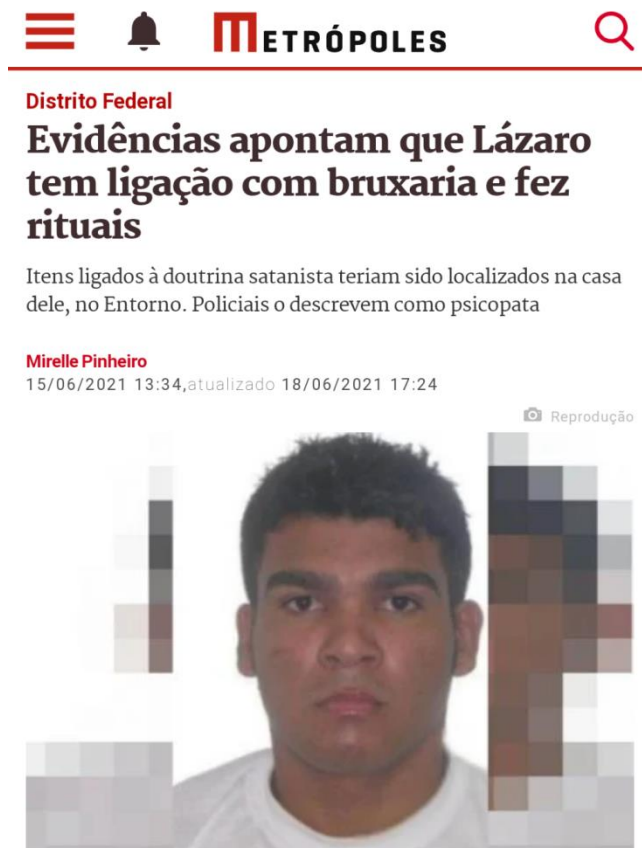 METRÓPOLES
Distrito Federal
Evidências apontam que Lázaro
tem ligação com bruxaria e fez
rituais
Itens ligados à doutrina satanista teriam sido localizados na casa
dele, no Entorno. Policiais o descrevem como psicopata
Mirelle Pinheiro
15/06/2021 13:34,atualizado 18/06/2021 17:24
Reprodução